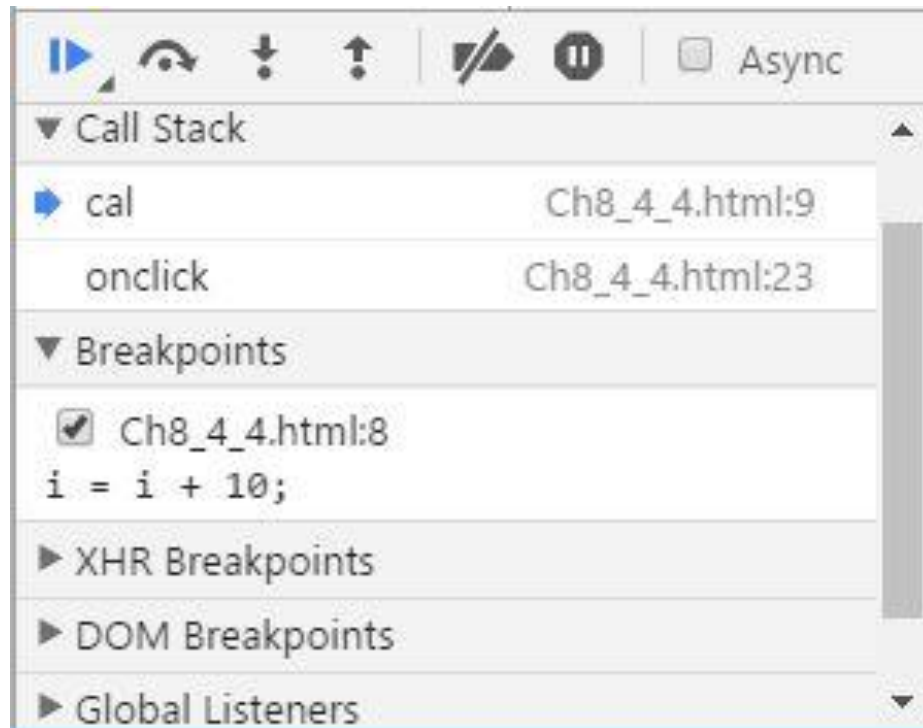 Async
Call Stack
cal Ch8_4_4.html:9
onclick Ch8_4_4.html:23
Breakpoints
Ch8_4_4.html:8
i = i + 10;
XHR Breakpoints
DOM Breakpoints
Global Listeners